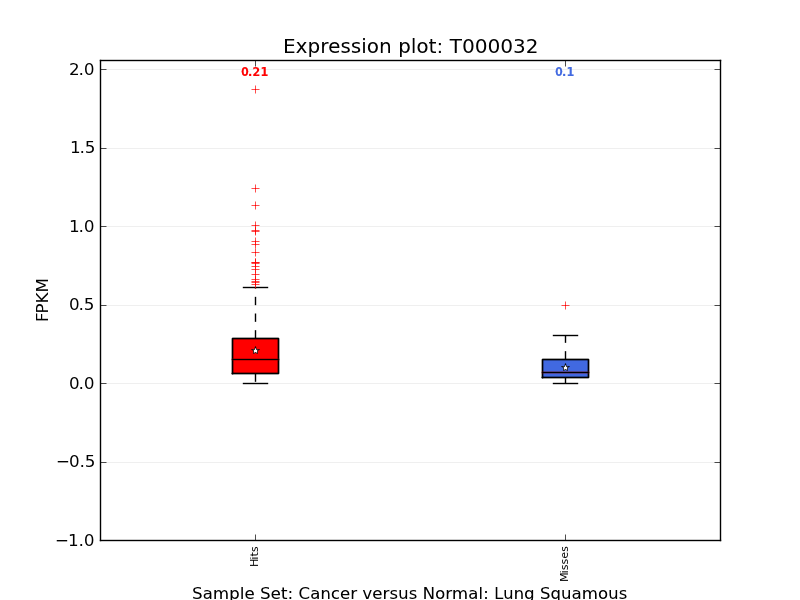 Expression plot: T000032
0.21
0.1
2.0
1.5
1.0
0.5
0.0
−0.5
−1.0
FPKM
Hits
Misses
Sample Set: Cancer versus Normal: Lung Squamous